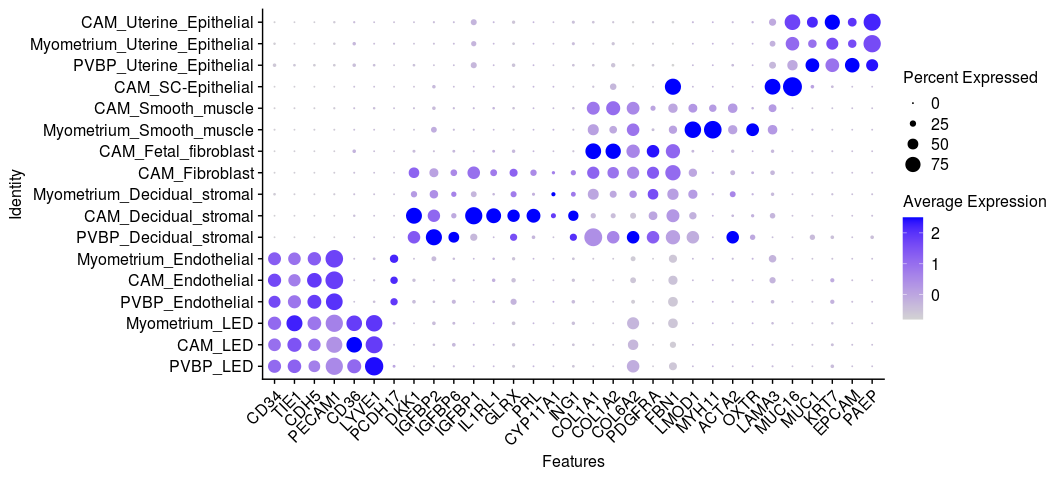 CAM_Uterine_Epithelial
Myometrium_Uterine_Epithelial
PVBP_Uterine_Epithelial
CAM_SC-Epithelial
CAM_Smooth_muscle
Myometrium_Smooth_muscle
CAM_Fetal_fibroblast
CAM_Fibroblast
Myometrium_Decidual_stromal
CAM_Decidual_stromal
PVBP_Decidual_stromal
Myometrium_Endothelial
CAM_Endothelial
PVBP_Endothelial
Myometrium_LED
CAM_LED
PVBP_LED
Identity
CD34
TIE1
CDH5
PECAM1
CD36
LYVE1
PCDH17
DKK1
IGFBP2
IGFBP6
IGFBP1
IL1RL1
GLRX
PRL
CYP11A1
ING1
COL1A1
COL1A2
COL6A2
PDGFRA
FBN1
LMOD1
MYH11
ACTA2
OXTR
LAMA3
MUC16
MUC1
KRT7
EPCAM
PAEP
Features
Percent Expressed
0
25
50
75
Average Expression
2
1
0